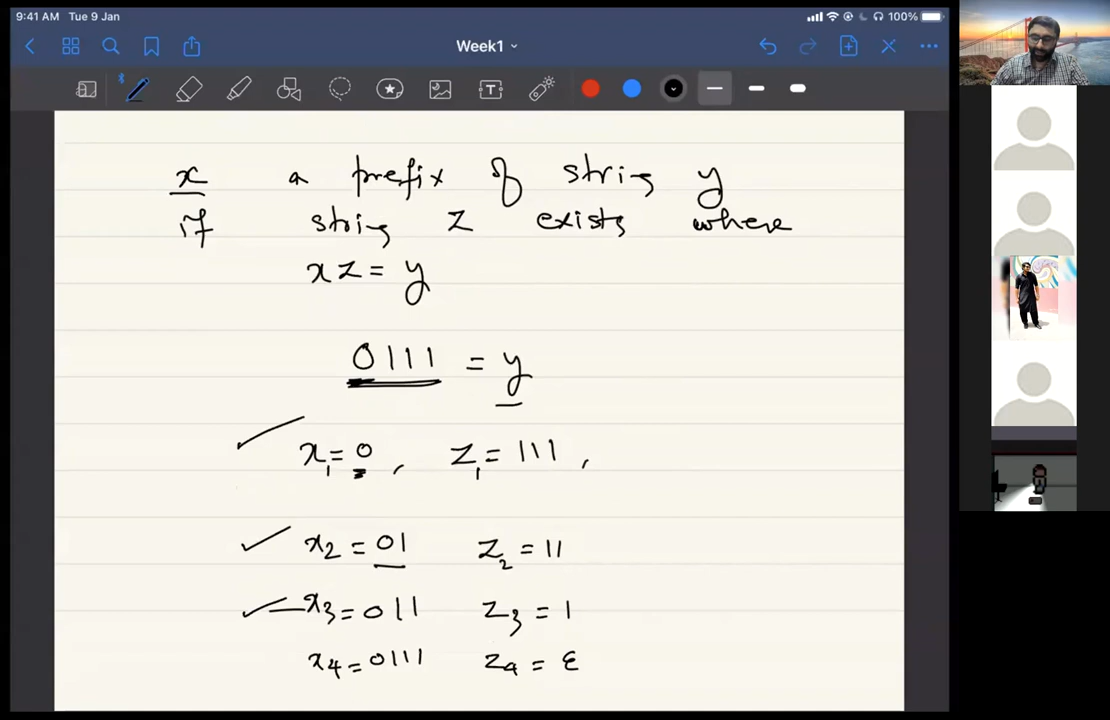 9:41 AM Tue 9 Jan
100%
Week1
x a prefix of string y
if string z exists where
xz = y
0111 = y
x₁ = 0, z₁ = 111,
x₂ = 01 z₂ = 11
x₃ = 011 z₃ = 1
x₄ = 0111 z₄ = ε